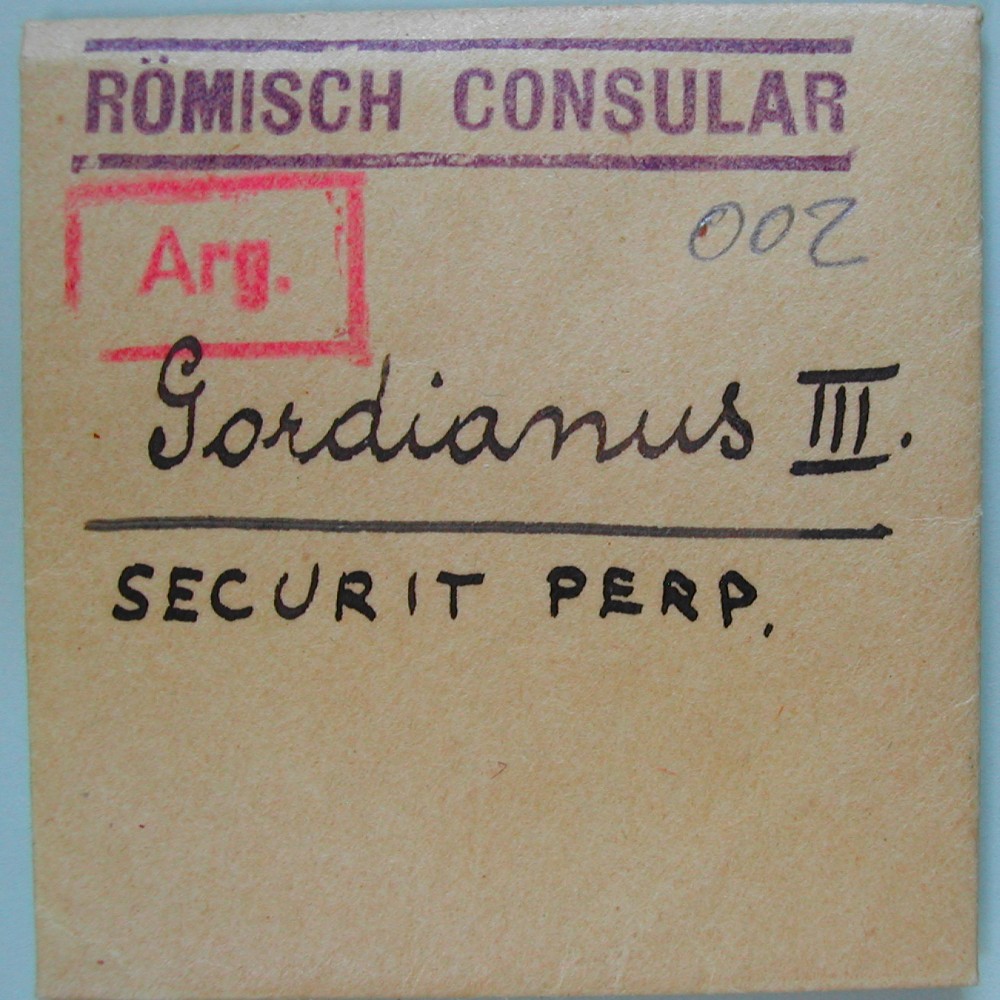 RÖMISCH CONSULAR
Arg.
002
Gordianus III.
SECURIT PERP.